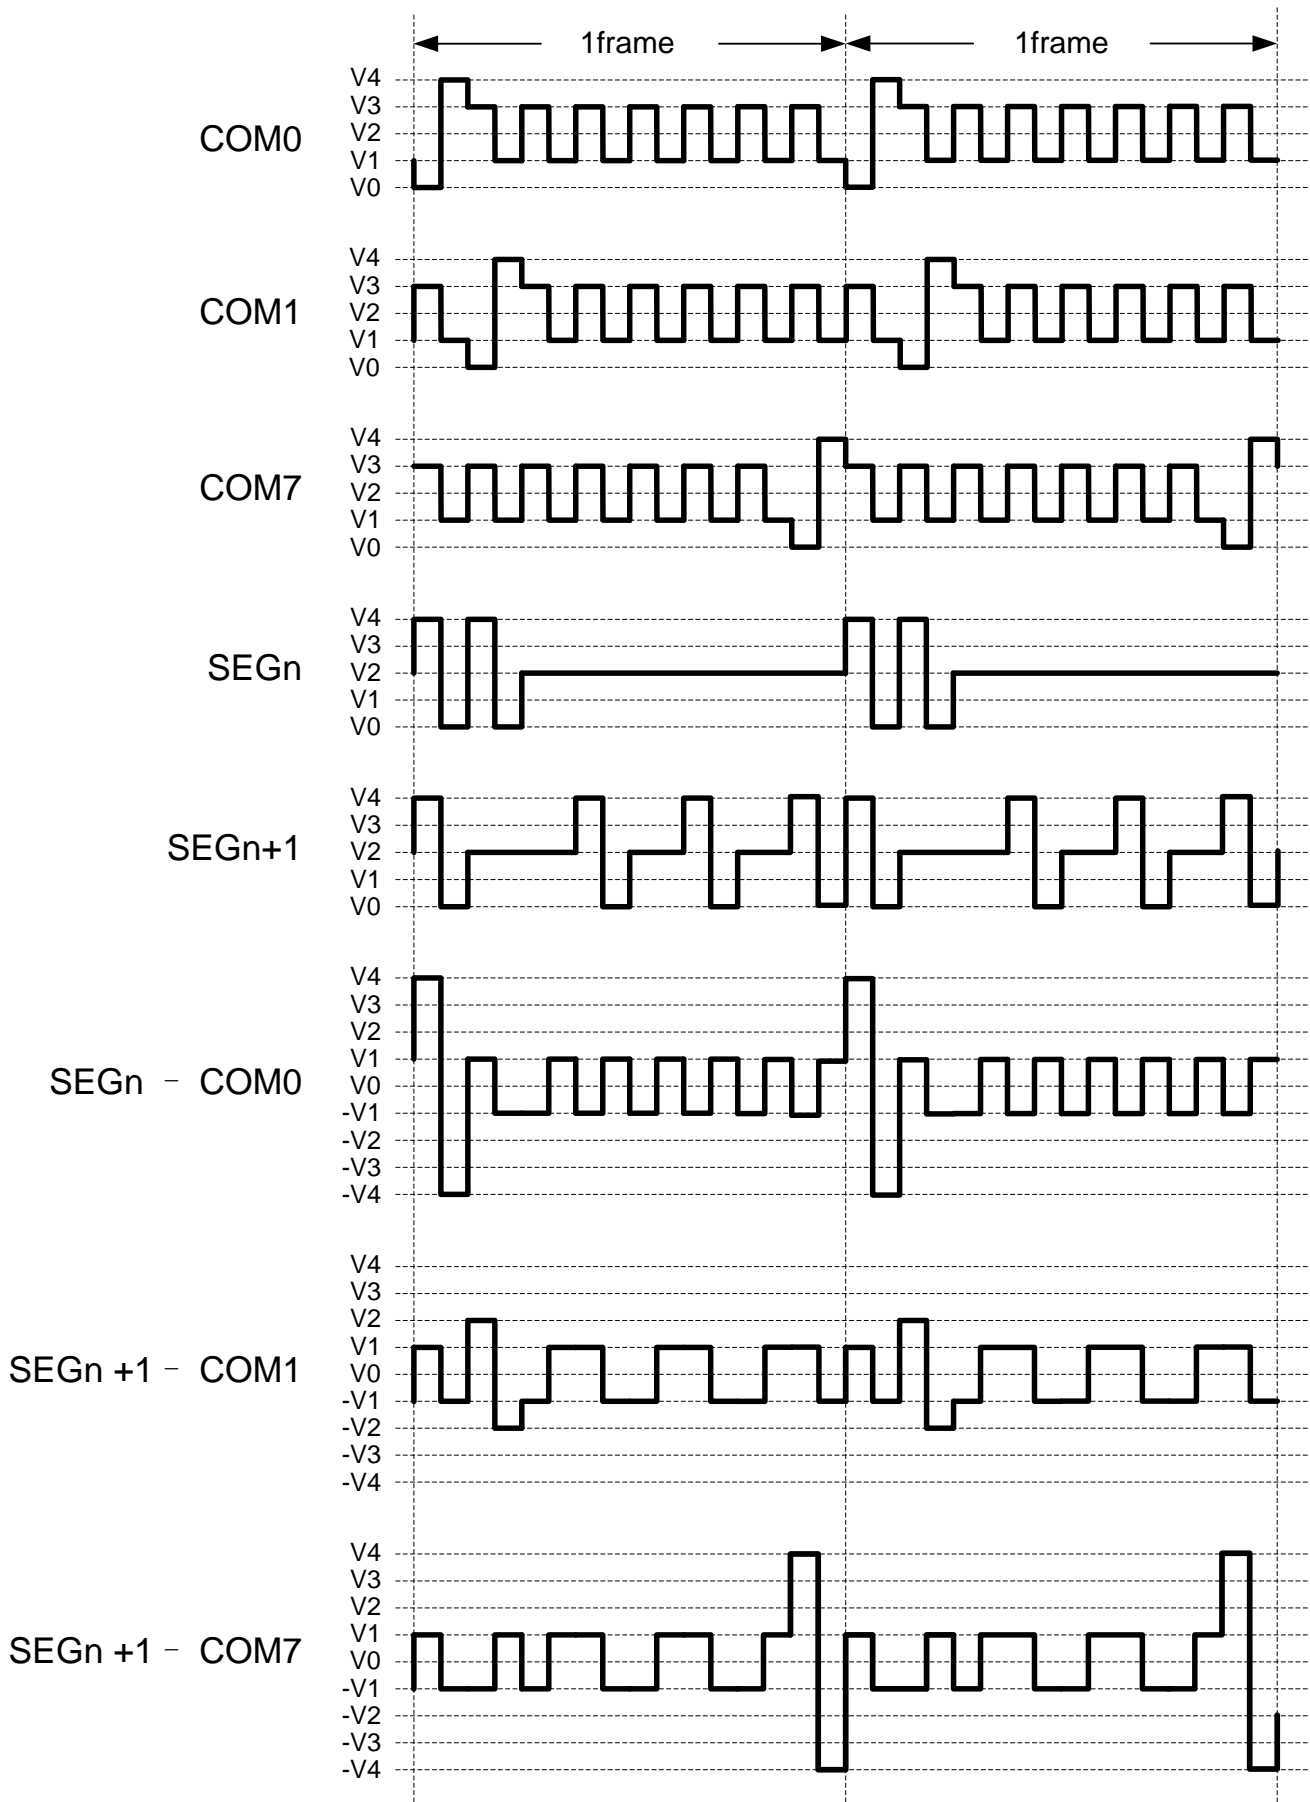 1frame 1frame
V4
V3
COM0 V2
V1
V0
V4
V3
COM1 V2
V1
V0
V4
V3
COM7 V2
V1
V0
V4
V3
SEGn V2
V1
V0
V4
V3
SEGn+1 V2
V1
V0
V4
V3
V2
V1
SEGn - COM0 V0
-V1
-V2
-V3
-V4
V4
V3
V2
V1
SEGn +1 - COM1 V0
-V1
-V2
-V3
-V4
V4
V3
V2
V1
SEGn +1 - COM7 V0
-V1
-V2
-V3
-V4